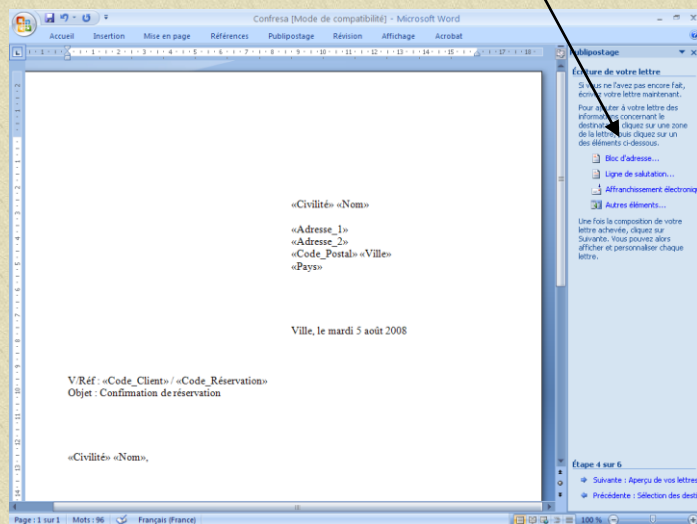 Confresa [Mode de compatibilité] - Microsoft Word
Accueil Insertion Mise en page Références Publipostage Révision Affichage Acrobat
Publipostage
Écriture de votre lettre
Si vous ne l'avez pas encore fait,
écrivez votre lettre maintenant.
Pour ajouter à votre lettre des
informations concernant le
destinataire, cliquez sur une zone
de la lettre, puis cliquez sur un
des éléments ci-dessous.
Bloc d'adresse...
Ligne de salutation...
Affranchissement électroniq
Autres éléments...
Une fois la composition de votre
lettre achevée, cliquez sur
Suivante. Vous pouvez alors
afficher et personnaliser chaque
lettre.
«Civilité» «Nom»
«Adresse_1»
«Adresse_2»
«Code_Postal» «Ville»
«Pays»
Ville, le mardi 5 août 2008
V/Réf : «Code_Client» / «Code_Réservation»
Objet : Confirmation de réservation
«Civilité» «Nom»,
Étape 4 sur 6
Suivante : Aperçu de vos lettres
Précédente : Sélection des desti
Page : 1 sur 1 Mots : 96 Français (France) 100 %